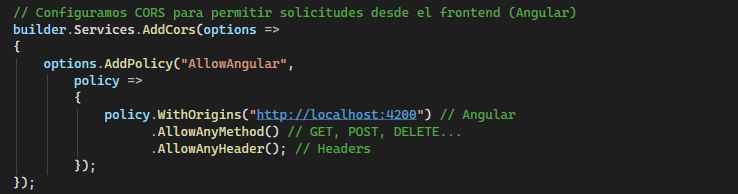 // Configuramos CORS para permitir solicitudes desde el frontend (Angular)
builder.Services.AddCors(options =>
{
    options.AddPolicy("AllowAngular",
        policy =>
        {
            policy.WithOrigins("http://localhost:4200") // Angular
                  .AllowAnyMethod() // GET, POST, DELETE...
                  .AllowAnyHeader(); // Headers
        });
});